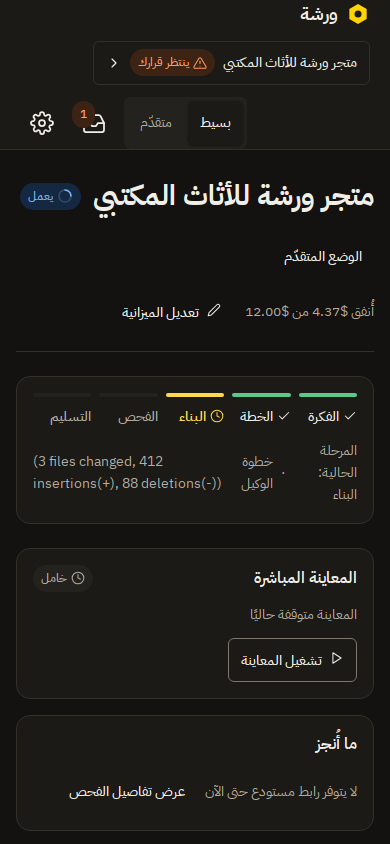 ورشة
متجر ورشة للأثاث المكتبي ينتظر قرارك
بسيط متقدّم 1
متجر ورشة للأثاث المكتبي يعمل
الوضع المتقدّم
أُنفق $4.37 من $12.00 تعديل الميزانية
الفكرة الخطة البناء الفحص التسليم
المرحلة الحالية: البناء · خطوة الوكيل (3 files changed, 412 insertions(+), 88 deletions(-))
المعاينة المباشرة خامل
المعاينة متوقفة حاليًا
تشغيل المعاينة
ما أُنجز
لا يتوفر رابط مستودع حتى الآن عرض تفاصيل الفحص